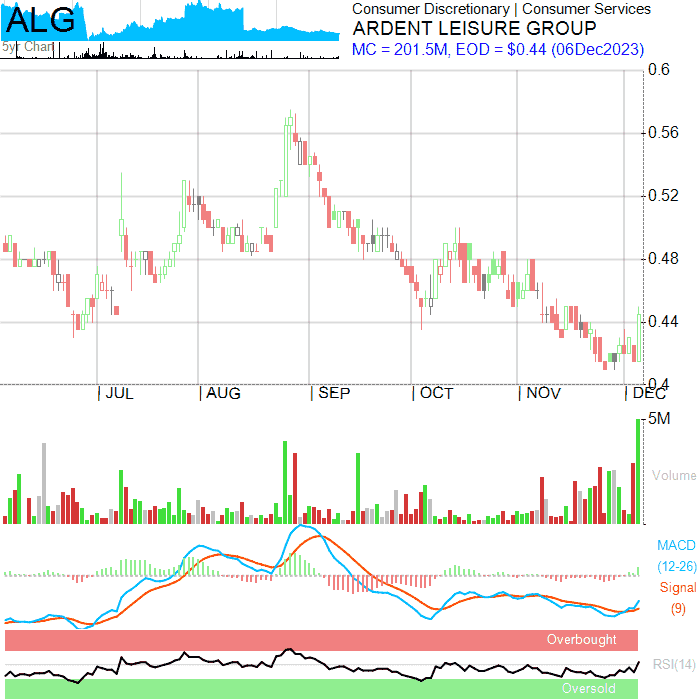 ALG
5yr Chart
Consumer Discretionary | Consumer Services
ARDENT LEISURE GROUP
MC = 201.5M, EOD = $0.44 (06Dec2023)
0.6
0.56
0.52
0.48
0.44
0.4
| JUL | AUG | SEP | OCT | NOV | DEC
5M
Volume
MACD
(12-26)
Signal
(9)
Overbought
RSI(14)
Oversold